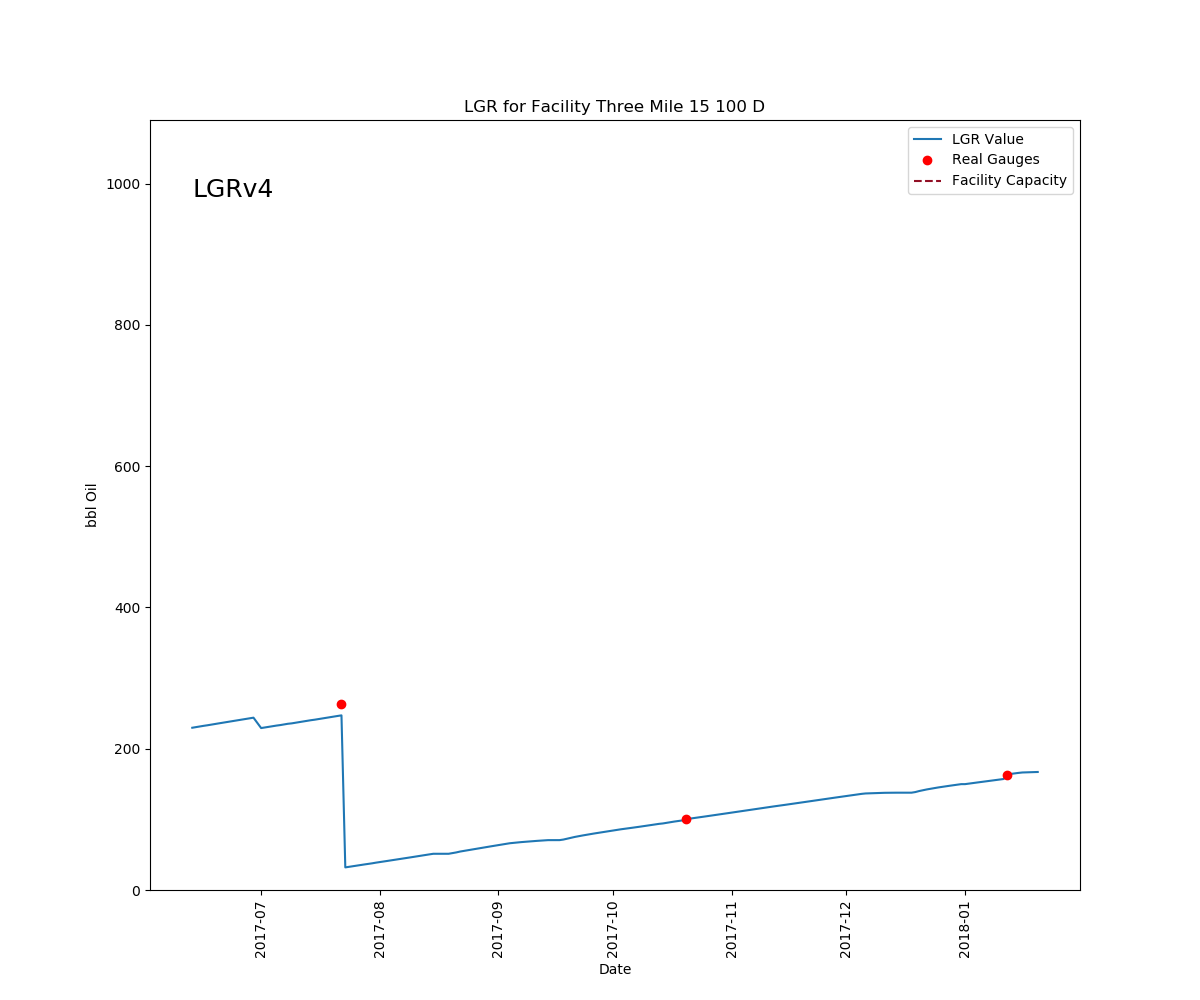 LGR for Facility Three Mile 15 100 D
LGR Value
Real Gauges
Facility Capacity
LGRv4
1000
800
600
400
200
0
bbl Oil
2017-07
2017-08
2017-09
2017-10
2017-11
2017-12
2018-01
Date